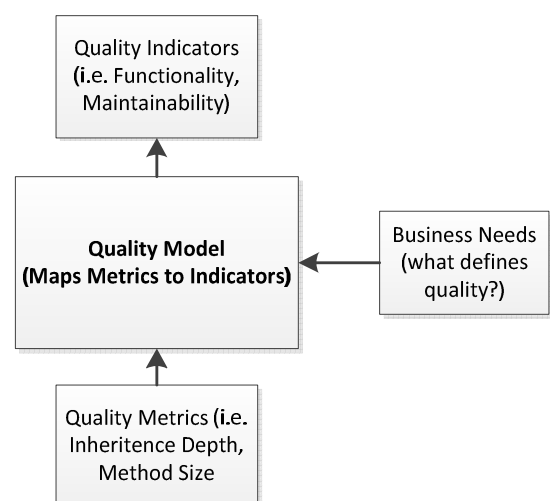 Quality Indicators
(i.e. Functionality,
Maintainability)
Quality Model
(Maps Metrics to Indicators)
Business Needs
(what defines
quality?)
Quality Metrics (i.e.
Inheritence Depth,
Method Size